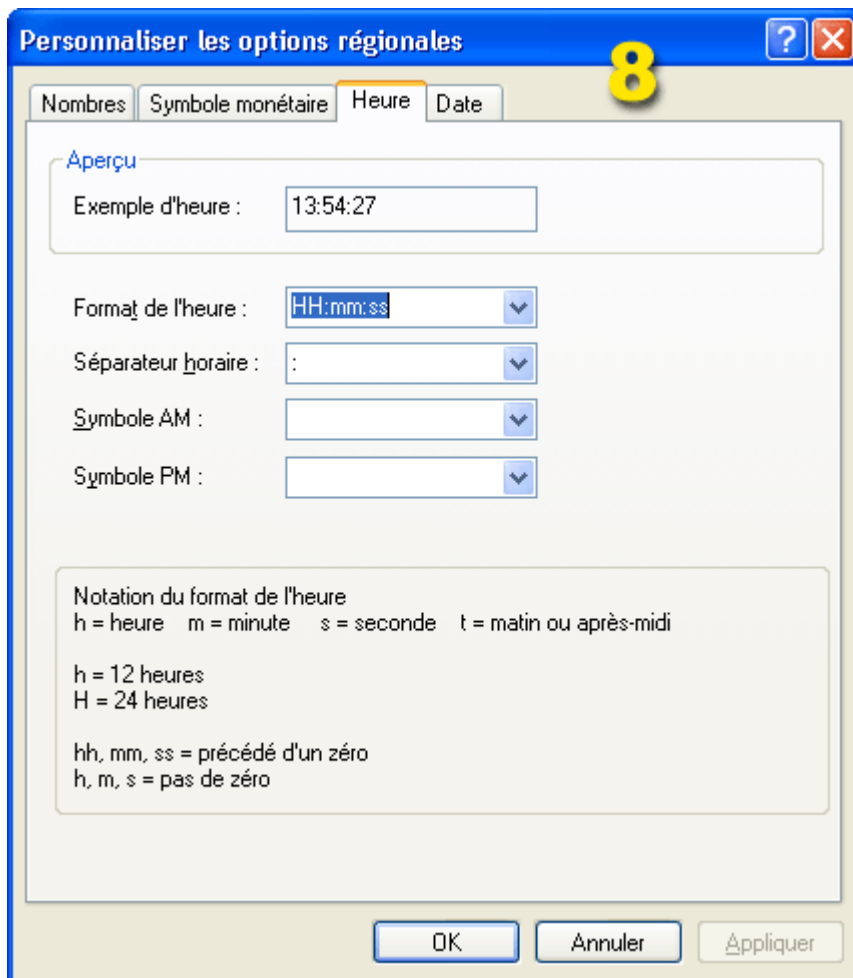 Personnaliser les options régionales
8
Nombres Symbole monétaire Heure Date
Aperçu
Exemple d'heure : 13:54:27
Format de l'heure : HH:mm:ss
Séparateur horaire : :
Symbole AM :
Symbole PM :
Notation du format de l'heure
h = heure m = minute s = seconde t = matin ou après-midi
h = 12 heures
H = 24 heures
hh, mm, ss = précédé d'un zéro
h, m, s = pas de zéro
OK Annuler Appliquer